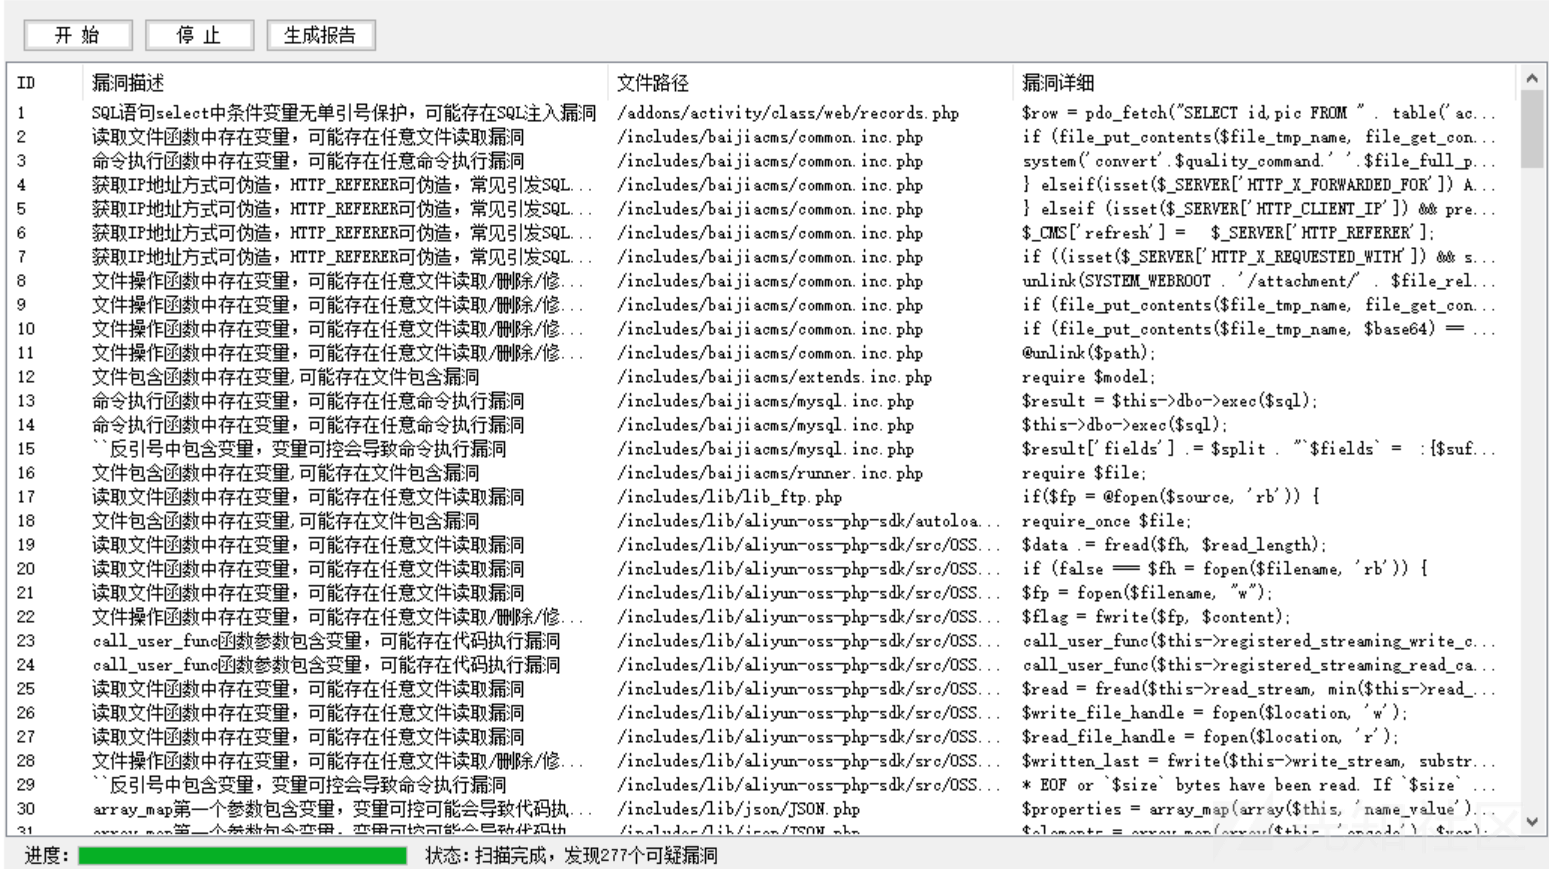 开 始 停 止 生成报告
ID 漏洞描述 文件路径 漏洞详细
1 SQL语句select中条件变量无单引号保护，可能存在SQL注入漏洞 /addons/activity/class/web/records.php $row = pdo_fetch("SELECT id,pic FROM " . table('ac...
2 读取文件函数中存在变量，可能存在任意文件读取漏洞 /includes/baijiacms/common.inc.php if (file_put_contents($file_tmp_name, file_get_con...
3 命令执行函数中存在变量，可能存在任意命令执行漏洞 /includes/baijiacms/common.inc.php system('convert'.$quality_command.' '.$file_full_p...
4 获取IP地址方式可伪造，HTTP_REFERER可伪造，常见引发SQL... /includes/baijiacms/common.inc.php } elseif(isset($_SERVER['HTTP_X_FORWARDED_FOR']) A...
5 获取IP地址方式可伪造，HTTP_REFERER可伪造，常见引发SQL... /includes/baijiacms/common.inc.php } elseif (isset($_SERVER['HTTP_CLIENT_IP']) && pre...
6 获取IP地址方式可伪造，HTTP_REFERER可伪造，常见引发SQL... /includes/baijiacms/common.inc.php $_CMS['refresh'] = $_SERVER['HTTP_REFERER'];
7 获取IP地址方式可伪造，HTTP_REFERER可伪造，常见引发SQL... /includes/baijiacms/common.inc.php if ((isset($_SERVER['HTTP_X_REQUESTED_WITH']) && s...
8 文件操作函数中存在变量，可能存在任意文件读取/删除/修... /includes/baijiacms/common.inc.php unlink(SYSTEM_WEBROOT . '/attachment/' . $file_rel...
9 文件操作函数中存在变量，可能存在任意文件读取/删除/修... /includes/baijiacms/common.inc.php if (file_put_contents($file_tmp_name, file_get_con...
10 文件操作函数中存在变量，可能存在任意文件读取/删除/修... /includes/baijiacms/common.inc.php if (file_put_contents($file_tmp_name, $base64) == ...
11 文件操作函数中存在变量，可能存在任意文件读取/删除/修... /includes/baijiacms/common.inc.php @unlink($path);
12 文件包含函数中存在变量,可能存在文件包含漏洞 /includes/baijiacms/extends.inc.php require $model;
13 命令执行函数中存在变量，可能存在任意命令执行漏洞 /includes/baijiacms/mysql.inc.php $result = $this->dbo->exec($sql);
14 命令执行函数中存在变量，可能存在任意命令执行漏洞 /includes/baijiacms/mysql.inc.php $this->dbo->exec($sql);
15 ``反引号中包含变量，变量可控会导致命令执行漏洞 /includes/baijiacms/mysql.inc.php $result['fields'] .= $split . "`$fields` = :{$suf...
16 文件包含函数中存在变量,可能存在文件包含漏洞 /includes/baijiacms/runner.inc.php require $file;
17 读取文件函数中存在变量，可能存在任意文件读取漏洞 /includes/lib/lib_ftp.php if($fp = @fopen($source, 'rb')) {
18 文件包含函数中存在变量,可能存在文件包含漏洞 /includes/lib/aliyun-oss-php-sdk/autoloa... require_once $file;
19 读取文件函数中存在变量，可能存在任意文件读取漏洞 /includes/lib/aliyun-oss-php-sdk/src/OSS... $data .= fread($fh, $read_length);
20 读取文件函数中存在变量，可能存在任意文件读取漏洞 /includes/lib/aliyun-oss-php-sdk/src/OSS... if (false === $fh = fopen($filename, 'rb')) {
21 读取文件函数中存在变量，可能存在任意文件读取漏洞 /includes/lib/aliyun-oss-php-sdk/src/OSS... $fp = fopen($filename, "w");
22 文件操作函数中存在变量，可能存在任意文件读取/删除/修... /includes/lib/aliyun-oss-php-sdk/src/OSS... $flag = fwrite($fp, $content);
23 call_user_func函数参数包含变量，可能存在代码执行漏洞 /includes/lib/aliyun-oss-php-sdk/src/OSS... call_user_func($this->registered_streaming_write_c...
24 call_user_func函数参数包含变量，可能存在代码执行漏洞 /includes/lib/aliyun-oss-php-sdk/src/OSS... call_user_func($this->registered_streaming_read_ca...
25 读取文件函数中存在变量，可能存在任意文件读取漏洞 /includes/lib/aliyun-oss-php-sdk/src/OSS... $read = fread($this->read_stream, min($this->read_...
26 读取文件函数中存在变量，可能存在任意文件读取漏洞 /includes/lib/aliyun-oss-php-sdk/src/OSS... $write_file_handle = fopen($location, 'w');
27 读取文件函数中存在变量，可能存在任意文件读取漏洞 /includes/lib/aliyun-oss-php-sdk/src/OSS... $read_file_handle = fopen($location, 'r');
28 文件操作函数中存在变量，可能存在任意文件读取/删除/修... /includes/lib/aliyun-oss-php-sdk/src/OSS... $written_last = fwrite($this->write_stream, substr...
29 ``反引号中包含变量，变量可控会导致命令执行漏洞 /includes/lib/aliyun-oss-php-sdk/src/OSS... * EOF or `$size` bytes have been read. If `$size` ...
30 array_map第一个参数包含变量，变量可控可能会导致代码执... /includes/lib/json/JSON.php $properties = array_map(array($this, 'name_value')...
31 array_map第一个参数包含变量，变量可控可能会导致代码执... /includes/lib/json/JSON.php $elements = array_map(array($this, 'encode'), $var);
进度： 状态：扫描完成，发现277个可疑漏洞
先知社区